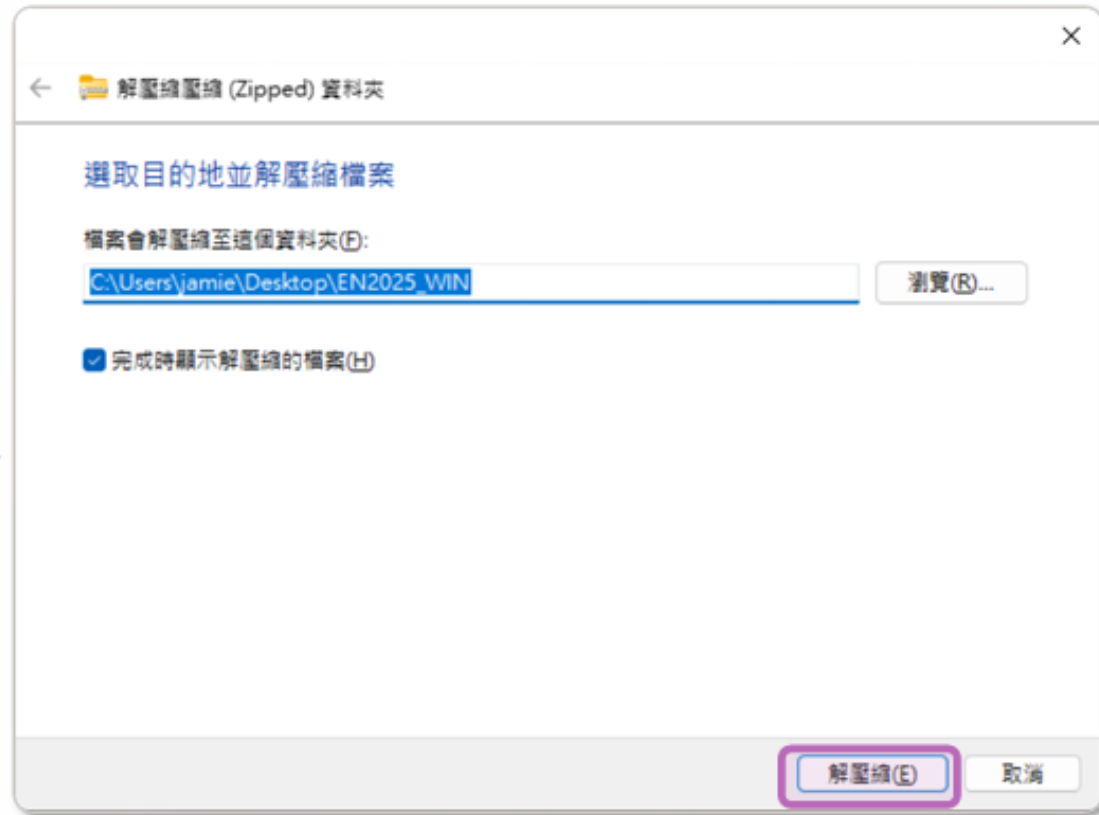 解壓縮壓縮 (Zipped) 資料夾
選取目的地並解壓縮檔案
檔案會解壓縮至這個資料夾(F):
C:\Users\jamie\Desktop\EN2025_WIN
瀏覽(R)...
完成時顯示解壓縮的檔案(H)
解壓縮(E)
取消